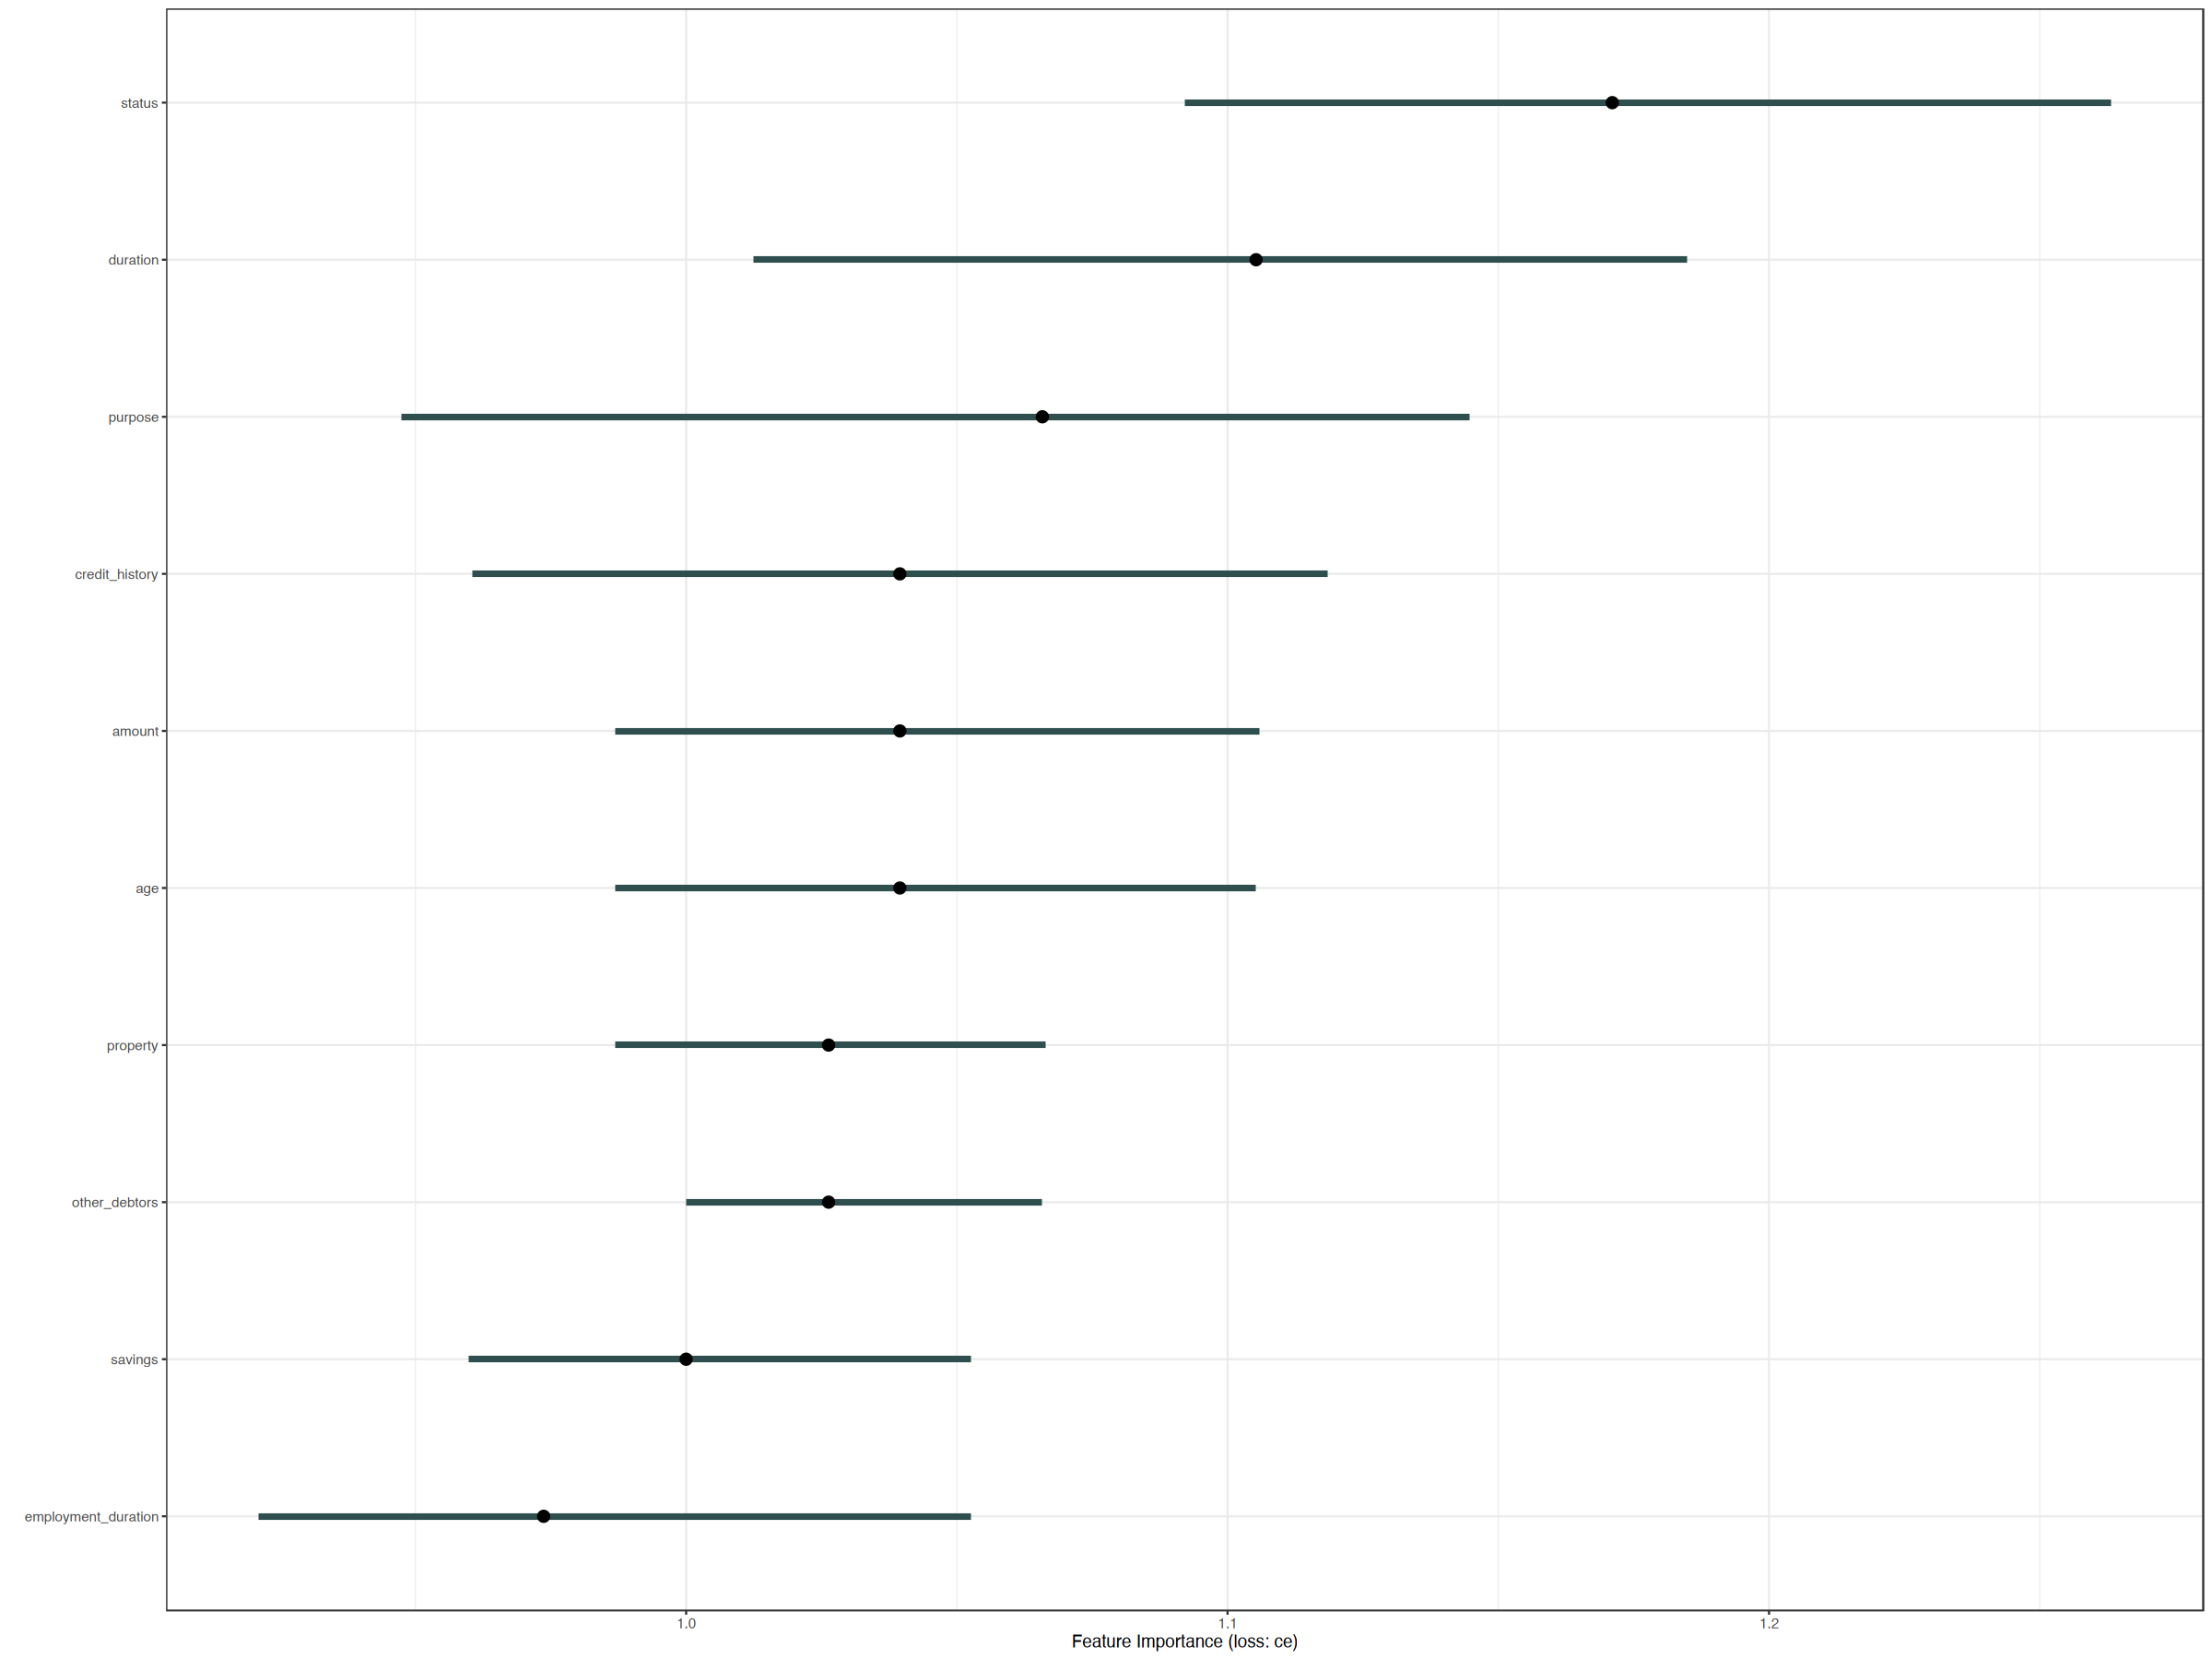 status
duration
purpose
credit_history
amount
age
property
other_debtors
savings
employment_duration
1.0 1.1 1.2
Feature Importance (loss: ce)